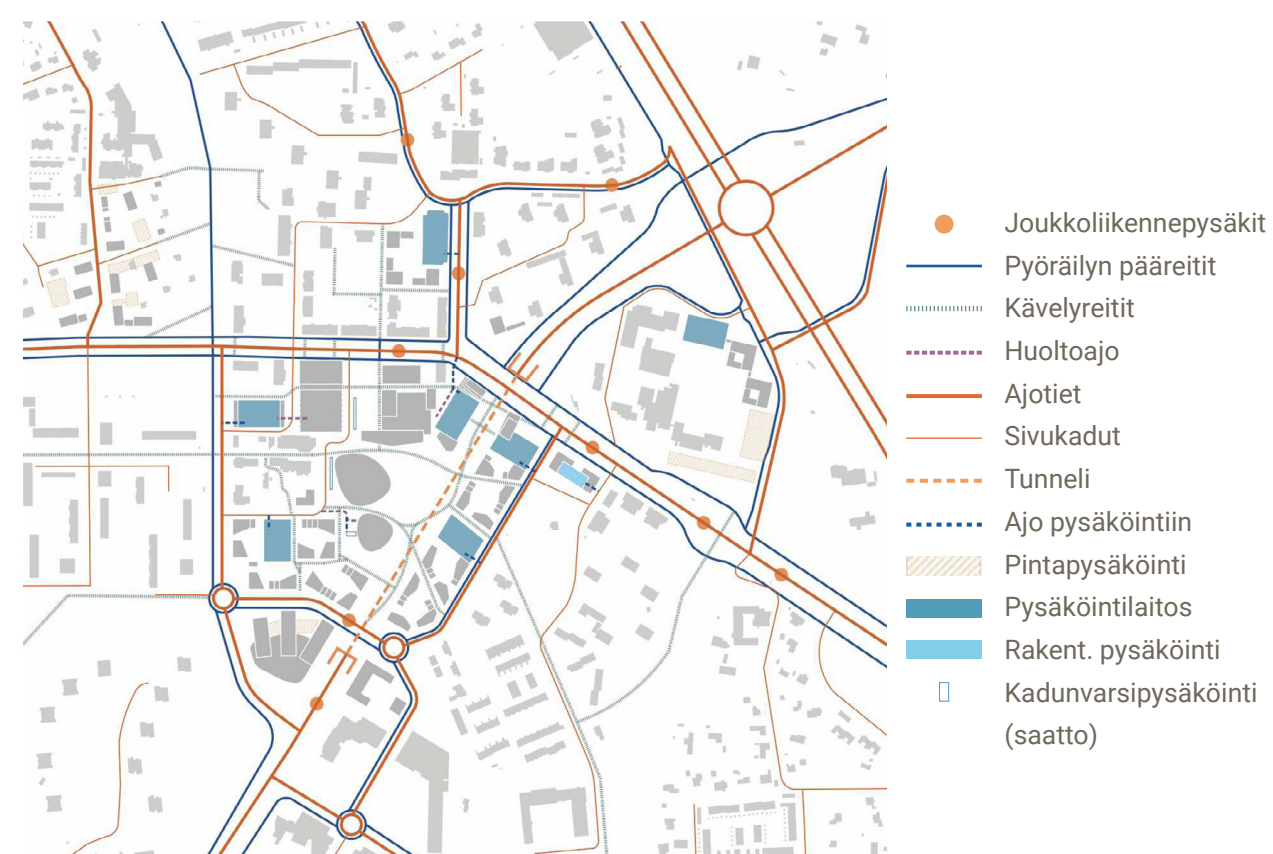 Joukkoliikennepysäkit
Pyöräilyn pääreitit
Kävelyreitit
Huoltoajo
Ajotiet
Sivukadut
Tunneli
Ajo pysäköintiin
Pintapysäköinti
Pysäköintilaitos
Rakent. pysäköinti
Kadunvarsipysäköinti
(saatto)